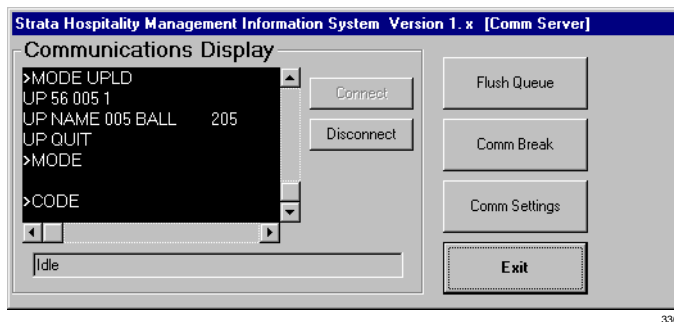 Strata Hospitality Management Information System Version 1. x [Comm Server]
Communications Display
>MODE UPLD
UP 56 005 1
UP NAME 005 BALL 205
UP QUIT
>MODE
>CODE
Connect
Disconnect
Idle
Flush Queue
Comm Break
Comm Settings
Exit